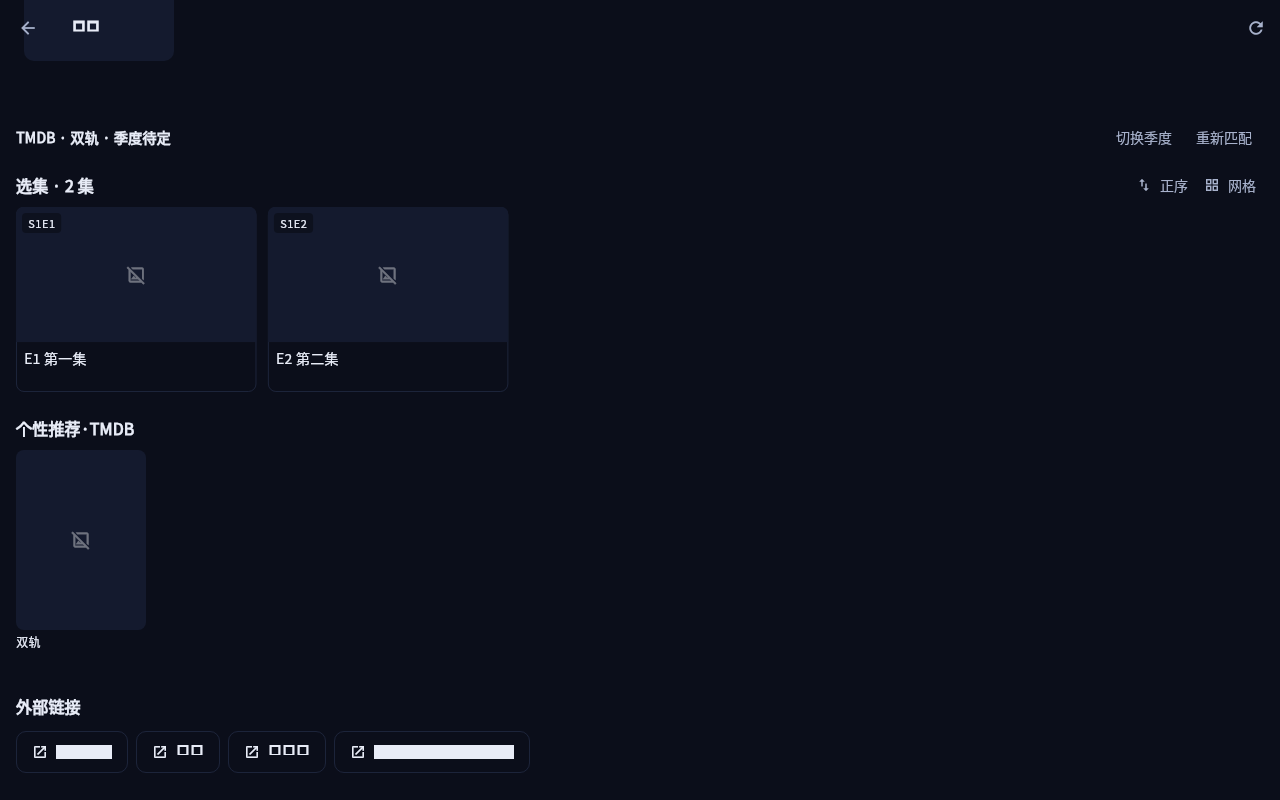 TMDB · 双轨 · 季度待定
切换季度
重新匹配
选集 · 2 集
正序
网格
S1E1
S1E2
E1 第一集
E2 第二集
个性推荐 · TMDB
双轨
外部链接